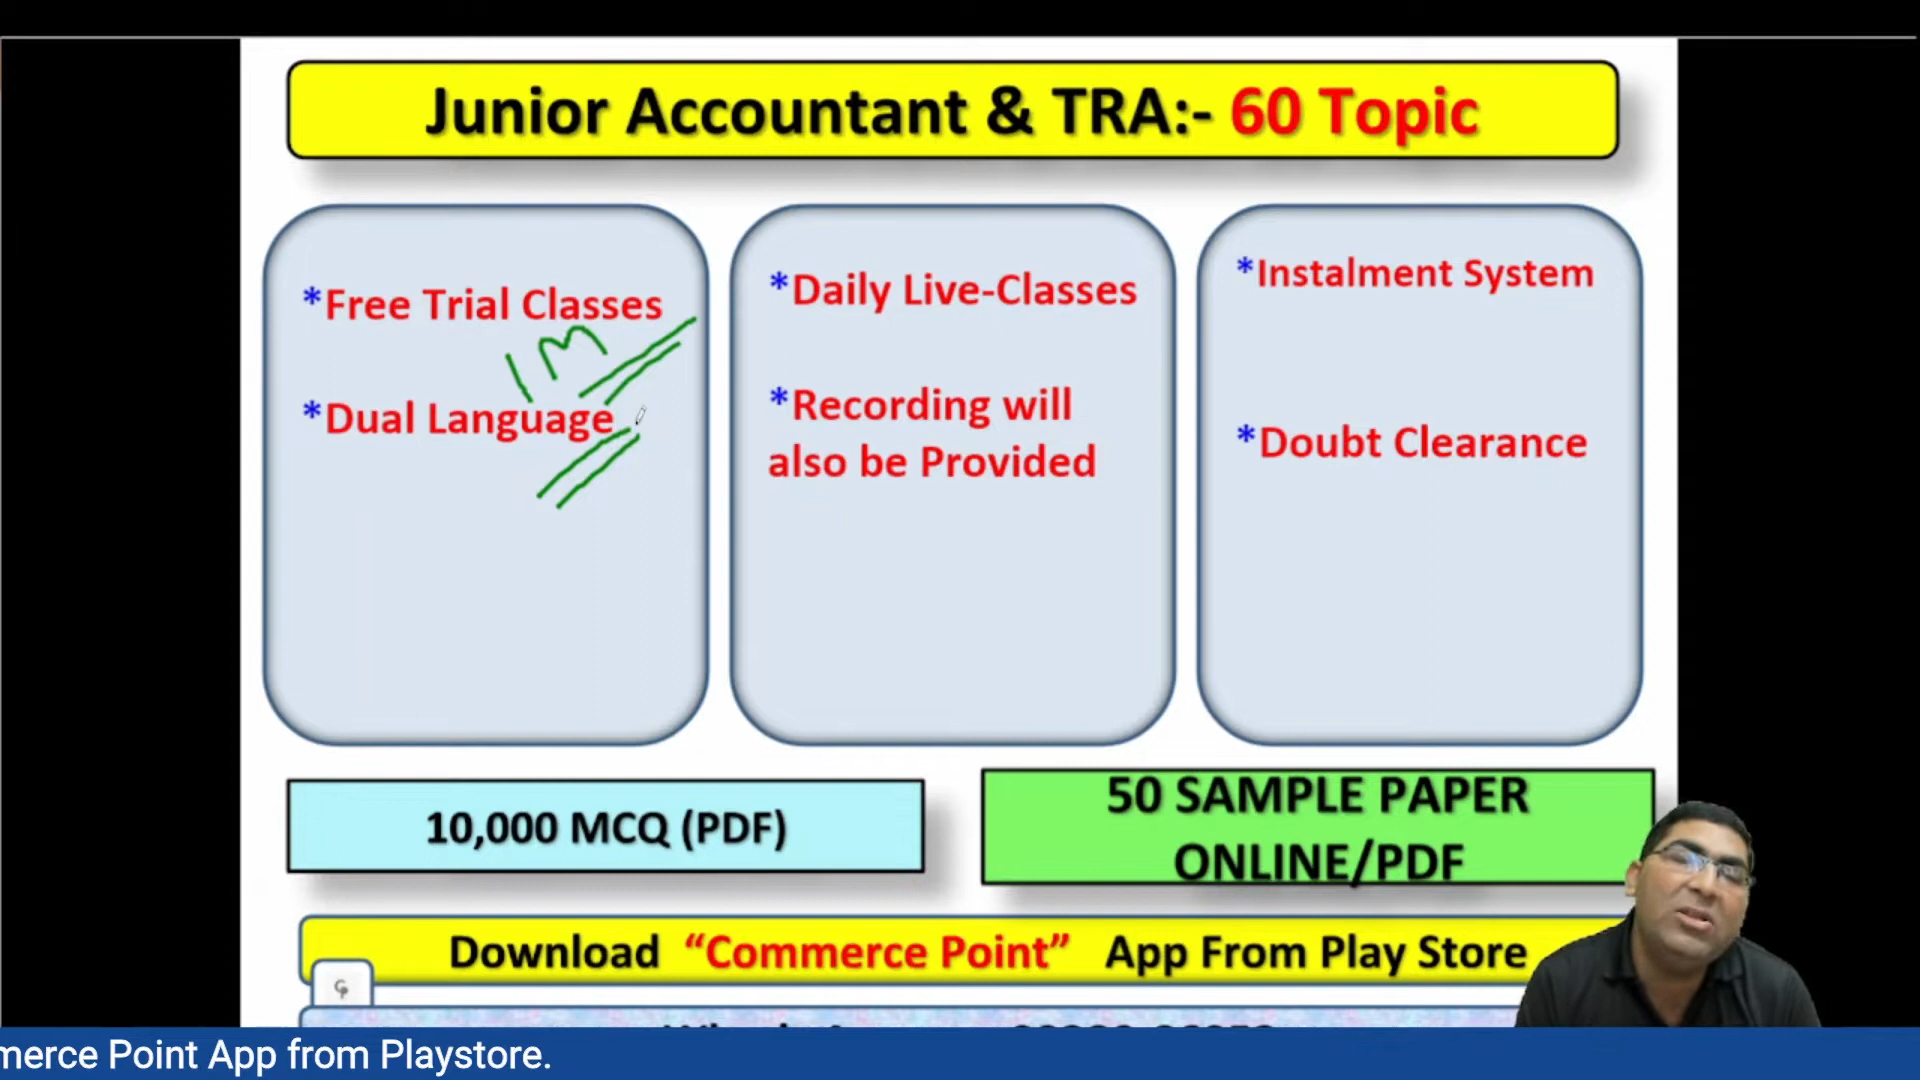 Junior Accountant & TRA:- 60 Topic
*Free Trial Classes
1 M
*Dual Language
*Daily Live-Classes
*Recording will
also be Provided
*Instalment System
*Doubt Clearance
10,000 MCQ (PDF)
50 SAMPLE PAPER
ONLINE/PDF
Download “Commerce Point” App From Play Store
merce Point App from Playstore.